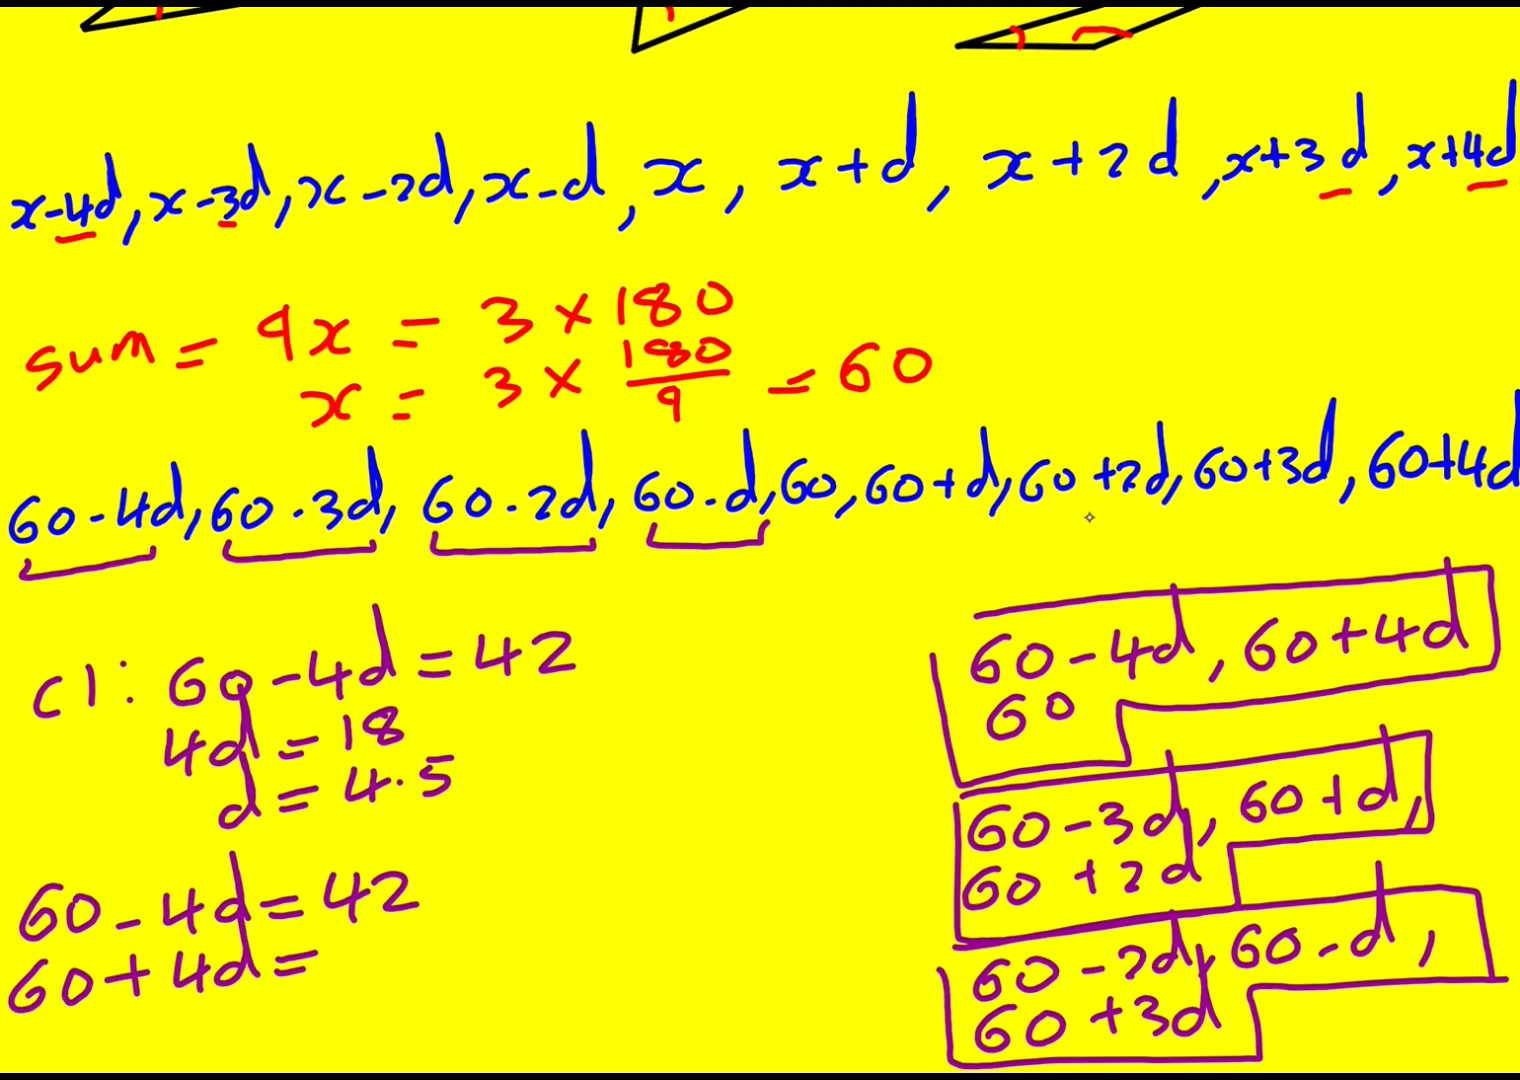 x-4d, x-3d, x-2d, x-d, x, x+d, x+2d, x+3d, x+4d
sum = 9x = 3 × 180
x = 3 × 180/9 = 60
60-4d, 60-3d, 60-2d, 60-d, 60, 60+d, 60+2d, 60+3d, 60+4d
C1: 60-4d = 42
4d = 18
d = 4.5
60-4d = 42
60+4d =
60-4d, 60+4d
60
60-3d, 60+d,
60+2d
60-2d, 60-d,
60+3d